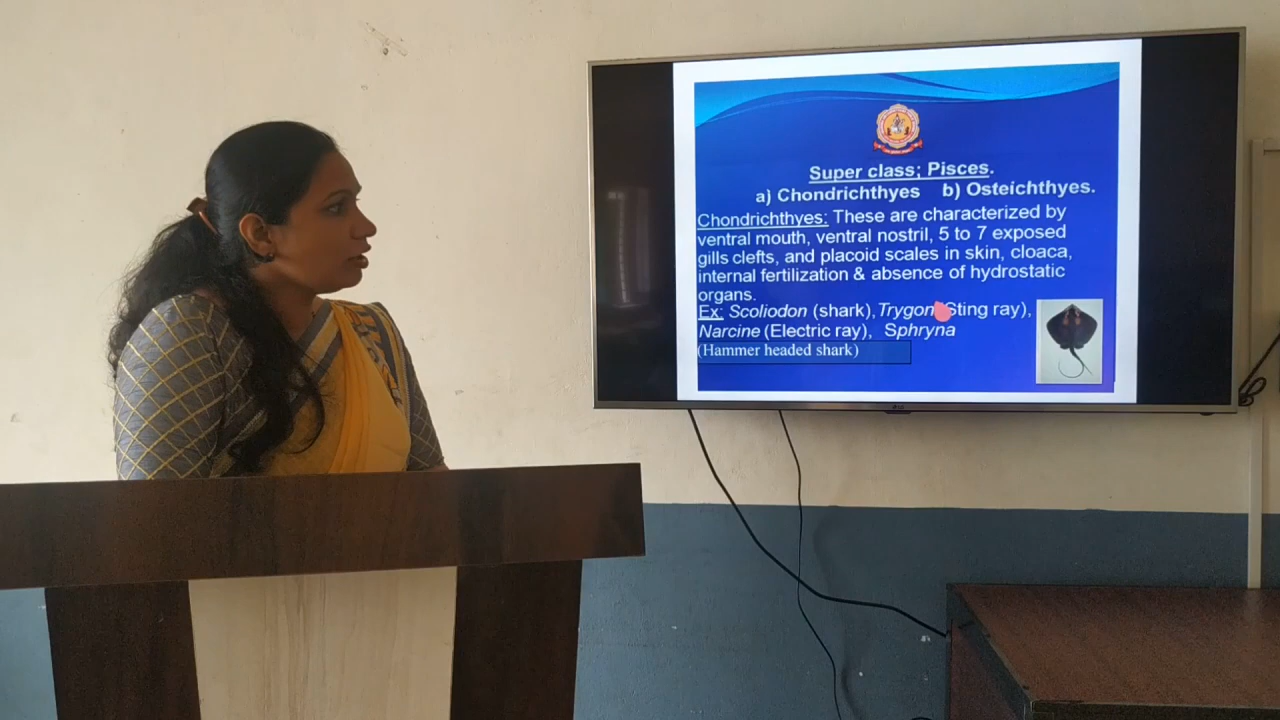 Super class; Pisces.
a) Chondrichthyes b) Osteichthyes.
Chondrichthyes: These are characterized by
ventral mouth, ventral nostril, 5 to 7 exposed
gills clefts, and placoid scales in skin, cloaca,
internal fertilization & absence of hydrostatic
organs.
Ex: Scoliodon (shark), Trygon (Sting ray),
Narcine (Electric ray), Sphryna
(Hammer headed shark)